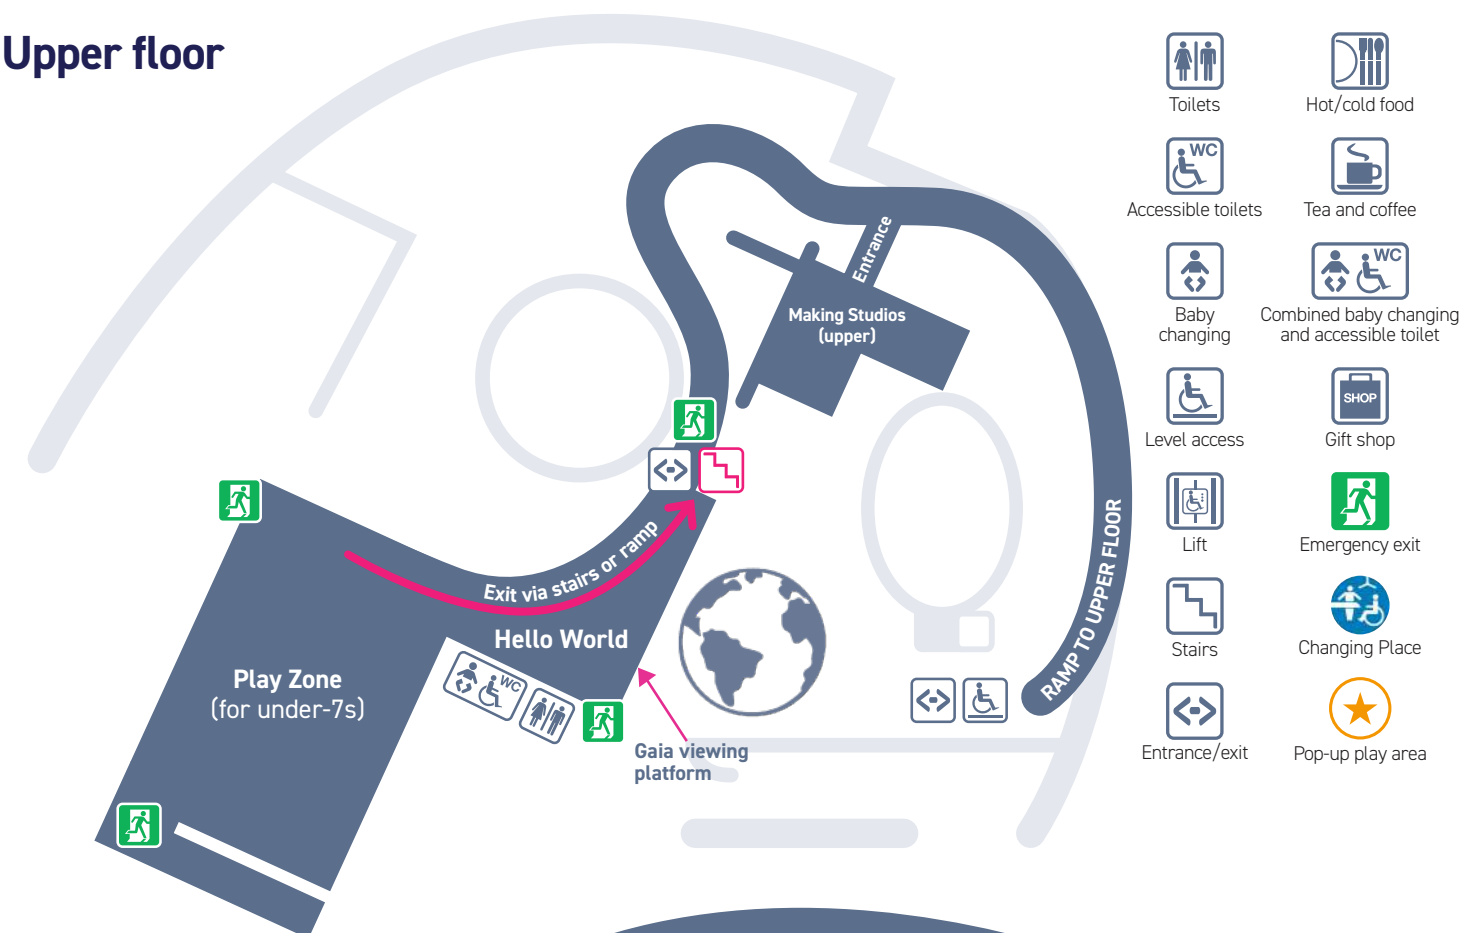 Upper floor
Entrance
Making Studios
(upper)
Exit via stairs or ramp
Hello World
Play Zone
(for under-7s)
WC
Gaia viewing
platform
RAMP TO UPPER FLOOR
Toilets
Hot/cold food
WC
Accessible toilets
Tea and coffee
Baby
changing
WC
Combined baby changing
and accessible toilet
Level access
SHOP
Gift shop
Lift
Emergency exit
Stairs
Changing Place
Entrance/exit
Pop-up play area